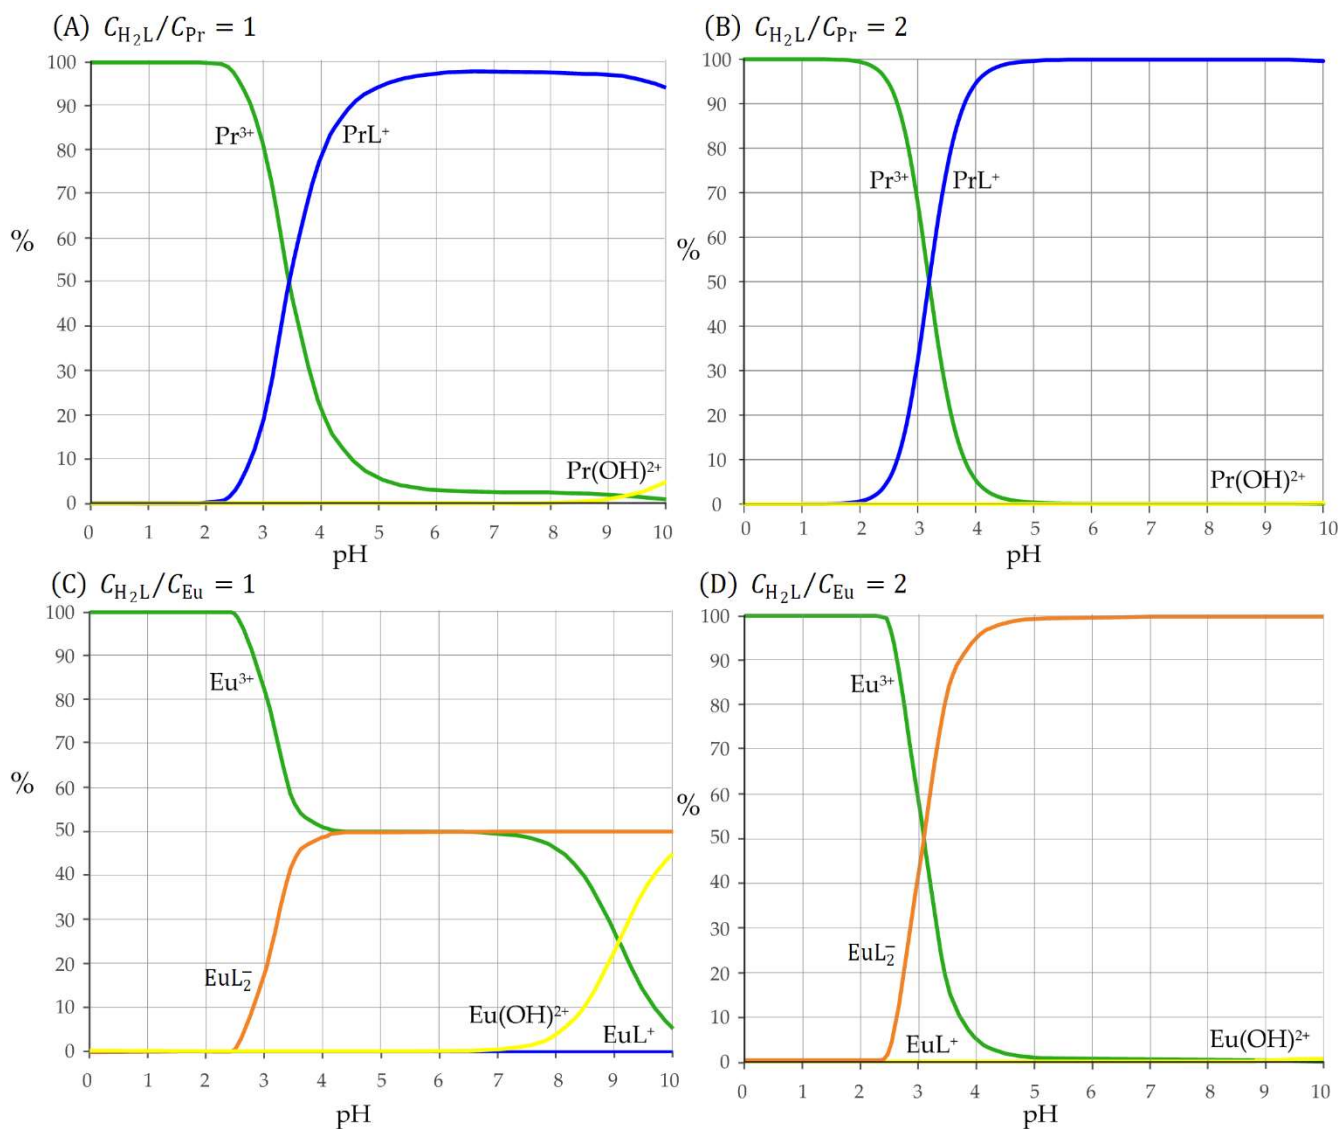 (A) C_H₂L/C_Pr = 1
(B) C_H₂L/C_Pr = 2
100
90
80
70
60
50
40
30
20
10
0
%
Pr³⁺
PrL⁺
Pr(OH)²⁺
0 1 2 3 4 5 6 7 8 9 10
pH
100
90
80
70
60
50
40
30
20
10
0
%
Pr³⁺
PrL⁺
Pr(OH)²⁺
0 1 2 3 4 5 6 7 8 9 10
pH
(C) C_H₂L/C_Eu = 1
(D) C_H₂L/C_Eu = 2
100
90
80
70
60
50
40
30
20
10
0
%
Eu³⁺
EuL₂⁻
Eu(OH)²⁺
EuL⁺
0 1 2 3 4 5 6 7 8 9 10
pH
100
90
80
70
60
50
40
30
20
10
0
%
Eu³⁺
EuL₂⁻
EuL⁺
Eu(OH)²⁺
0 1 2 3 4 5 6 7 8 9 10
pH